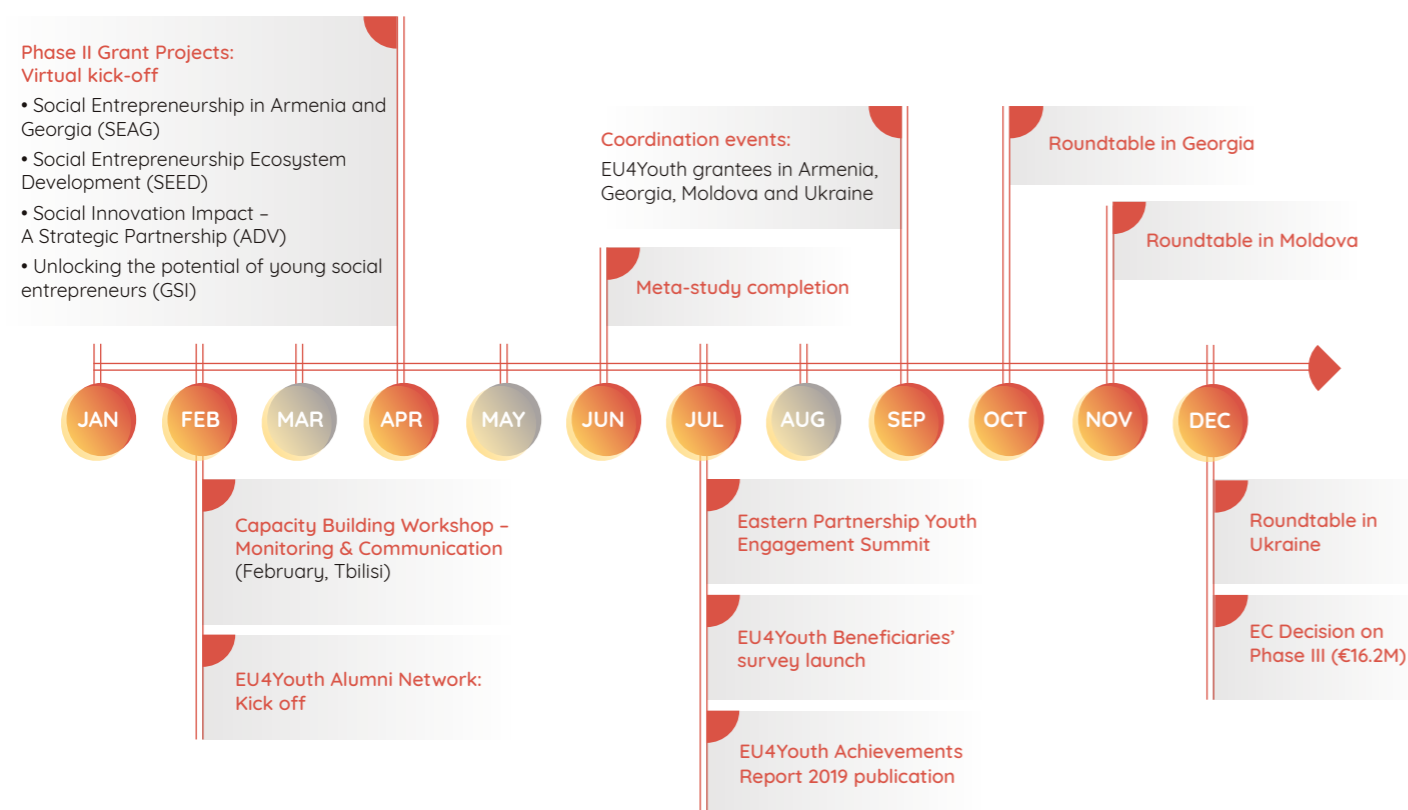 Phase II Grant Projects:
Virtual kick-off
• Social Entrepreneurship in Armenia and
Georgia (SEAG)
• Social Entrepreneurship Ecosystem
Development (SEED)
• Social Innovation Impact –
A Strategic Partnership (ADV)
• Unlocking the potential of young social
entrepreneurs (GSI)
Coordination events:
EU4Youth grantees in Armenia,
Georgia, Moldova and Ukraine
Meta-study completion
Roundtable in Georgia
Roundtable in Moldova
JAN
FEB
MAR
APR
MAY
JUN
JUL
AUG
SEP
OCT
NOV
DEC
Capacity Building Workshop –
Monitoring & Communication
(February, Tbilisi)
EU4Youth Alumni Network:
Kick off
Eastern Partnership Youth
Engagement Summit
EU4Youth Beneficiaries’
survey launch
EU4Youth Achievements
Report 2019 publication
Roundtable in
Ukraine
EC Decision on
Phase III (€16.2M)